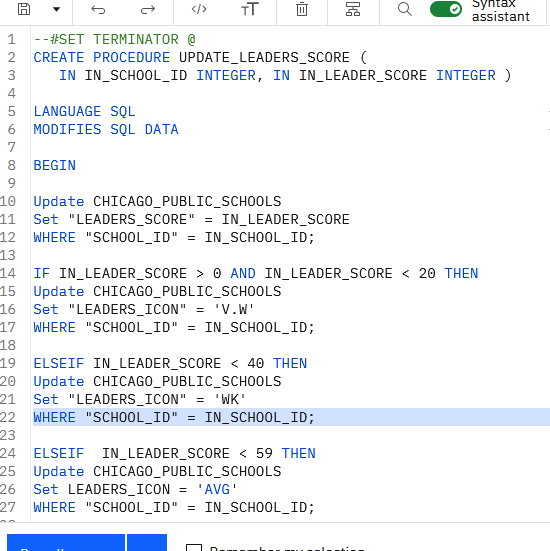 Syntax
assistant
1 --#SET TERMINATOR @
2 CREATE PROCEDURE UPDATE_LEADERS_SCORE (
3 IN IN_SCHOOL_ID INTEGER, IN IN_LEADER_SCORE INTEGER )
4
5 LANGUAGE SQL
6 MODIFIES SQL DATA
7
8 BEGIN
9
10 Update CHICAGO_PUBLIC_SCHOOLS
11 Set "LEADERS_SCORE" = IN_LEADER_SCORE
12 WHERE "SCHOOL_ID" = IN_SCHOOL_ID;
13
14 IF IN_LEADER_SCORE > 0 AND IN_LEADER_SCORE < 20 THEN
15 Update CHICAGO_PUBLIC_SCHOOLS
16 Set "LEADERS_ICON" = 'V.W'
17 WHERE "SCHOOL_ID" = IN_SCHOOL_ID;
18
19 ELSEIF IN_LEADER_SCORE < 40 THEN
20 Update CHICAGO_PUBLIC_SCHOOLS
21 Set "LEADERS_ICON" = 'WK'
22 WHERE "SCHOOL_ID" = IN_SCHOOL_ID;
23
24 ELSEIF  IN_LEADER_SCORE < 59 THEN
25 Update CHICAGO_PUBLIC_SCHOOLS
26 Set LEADERS_ICON = 'AVG'
27 WHERE "SCHOOL_ID" = IN_SCHOOL_ID;
Remember my selection